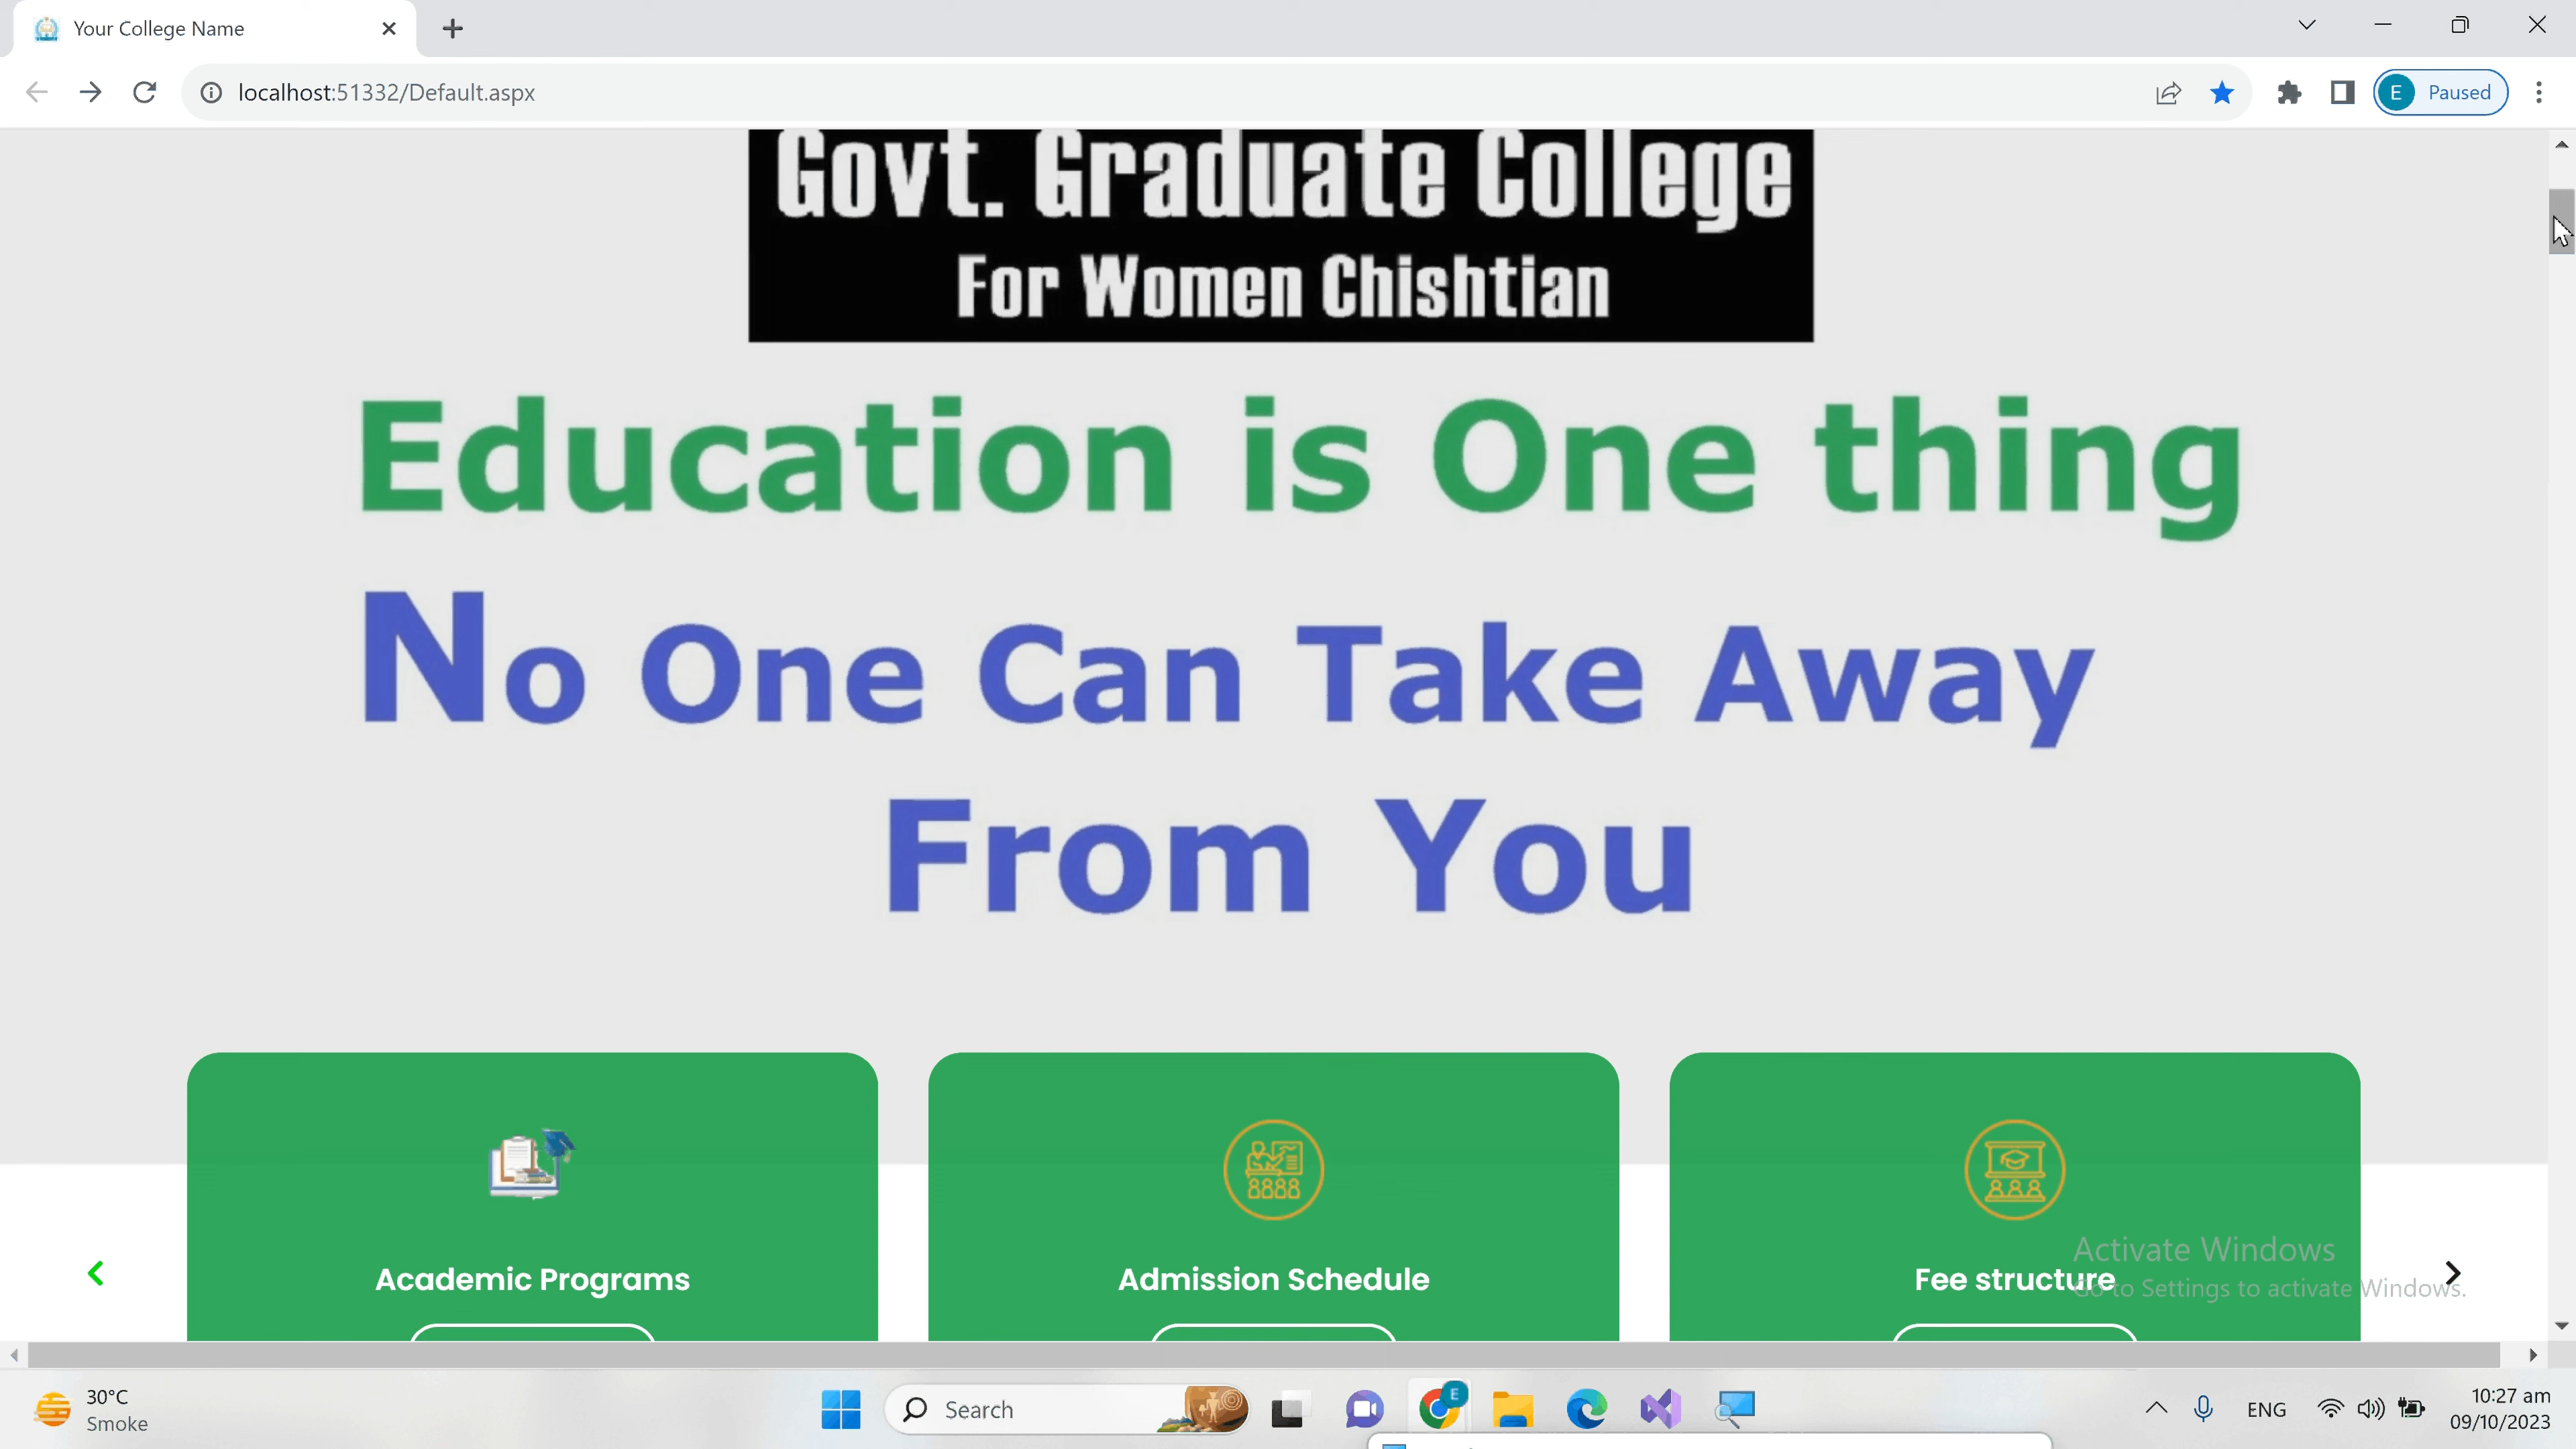 Your College Name
localhost:51332/Default.aspx
E Paused
Govt. Graduate College
For Women Chishtian
Education is One thing
No One Can Take Away
From You
Academic Programs
Admission Schedule
Fee structure
Activate Windows
Go to Settings to activate Windows.
30°C
Smoke
Search
E
ENG
10:27 am
09/10/2023